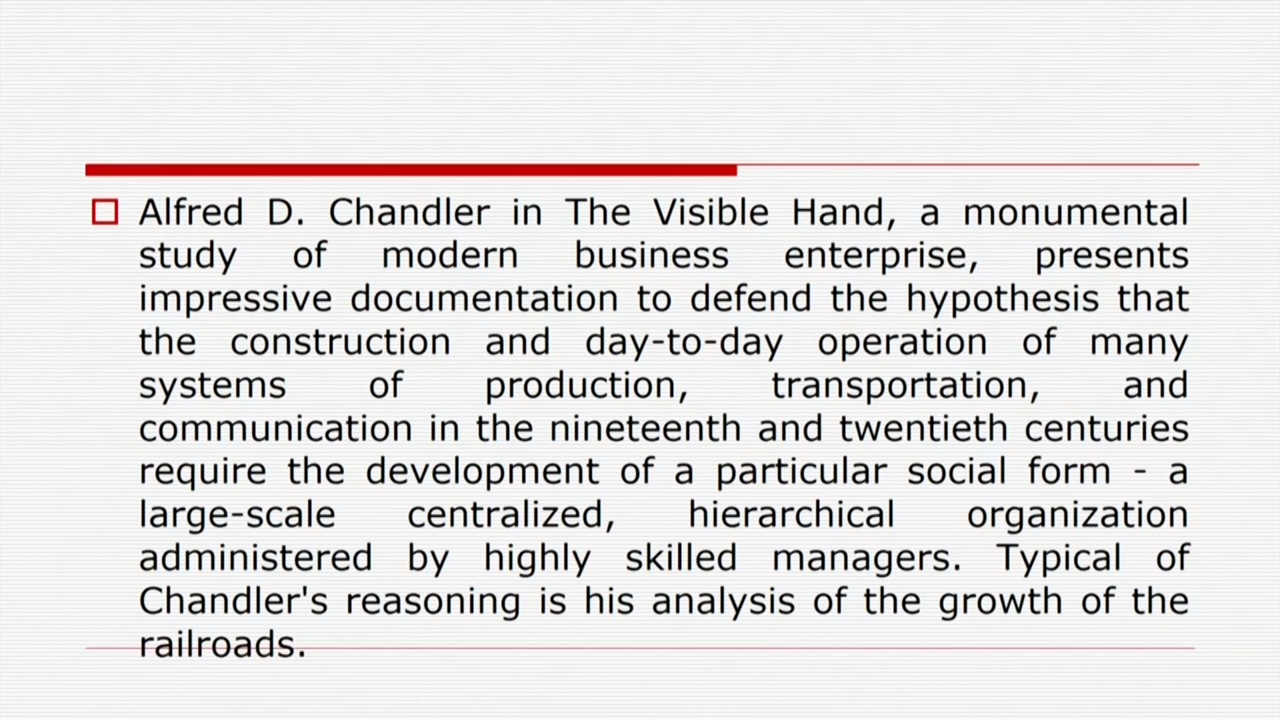 Alfred D. Chandler in The Visible Hand, a monumental
study of modern business enterprise, presents
impressive documentation to defend the hypothesis that
the construction and day-to-day operation of many
systems of production, transportation, and
communication in the nineteenth and twentieth centuries
require the development of a particular social form - a
large-scale centralized, hierarchical organization
administered by highly skilled managers. Typical of
Chandler's reasoning is his analysis of the growth of the
railroads.